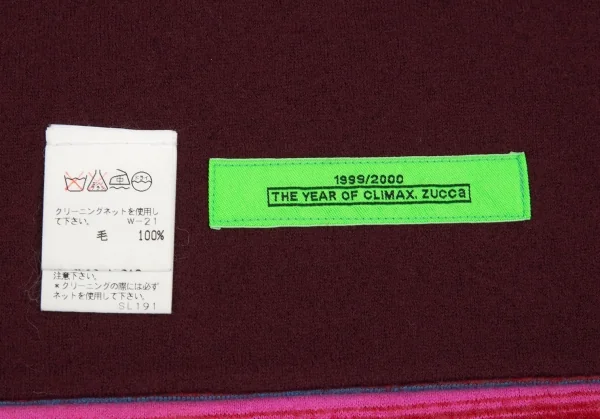 クリーニングネットを使用し
て下さい。 W-21
毛 100%
注意下さい。
*クリーニングの際には必ず
ネットを使用して下さい。
SL191
1999/2000
THE YEAR OF CLIMAX. ZUCCa